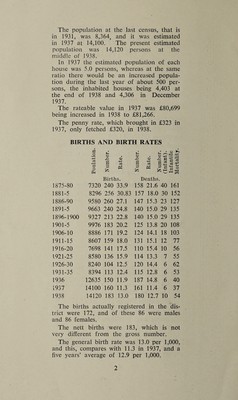 The population at the last census, that is
in 1931, was 8,364, and it was estimated
in 1937 at 14,100. The present estimated
population was 14,120 persons at the
middle of 1938.
In 1937 the estimated population of each
house was 5.0 persons, whereas at the same
ratio there would be an increased popula-
tion during the last year of about 500 per-
sons, the inhabited houses being 4,403 at
the end of 1938 and 4,306 in December
1937.
The rateable value in 1937 was £80,699
being increased in 1938 to £81,266.
The penny rate, which brought in £323 in
1937, only fetched £320, in 1938.
BIRTHS AND BIRTH RATES
Population. Number. Rate. Number. Rate. Number. (Infant). Infantile Mortality.
Births. Deaths.
1875-80 7320 240 33.9 158 21.6 40 161
1881-5 8296 256 30.83 157 18.0 30 152
1886-90 9580 260 27.1 147 15.3 23 127
1891-5 9663 240 24.8 140 15.0 29 135
1896-1900 9327 213 22.8 140 15.0 29 135
1901-5 9976 183 20.2 125 13.8 20 108
1906-10 8886 171 19.2 124 14.1 18 103
1911-15 8607 159 18.0 131 15.1 12 77
1916-20 7698 141 17.5 110 15.4 10 56
1921-25 8580 136 15.9 114 13.3 7 55
1926-30 8240 104 12.5 120 14.4 6 62
1931-35 8394 113 12.4 115 12.8 6 53
1936 12635 150 11.9 187 14.8 6 40
1937 14100 160 11.3 161 11.4 6 37
1938 14120 183 13.0 180 12.7 10 54
The births actually registered in the dis-
trict were 172, and of these 86 were males
and 86 females.
The nett births were 183, which is not
very different from the gross number.
The general birth rate was 13.0 per 1,000,
and this, compares with 11.3 in 1937, and a
five years' average of 12.9 per 1,000.
2